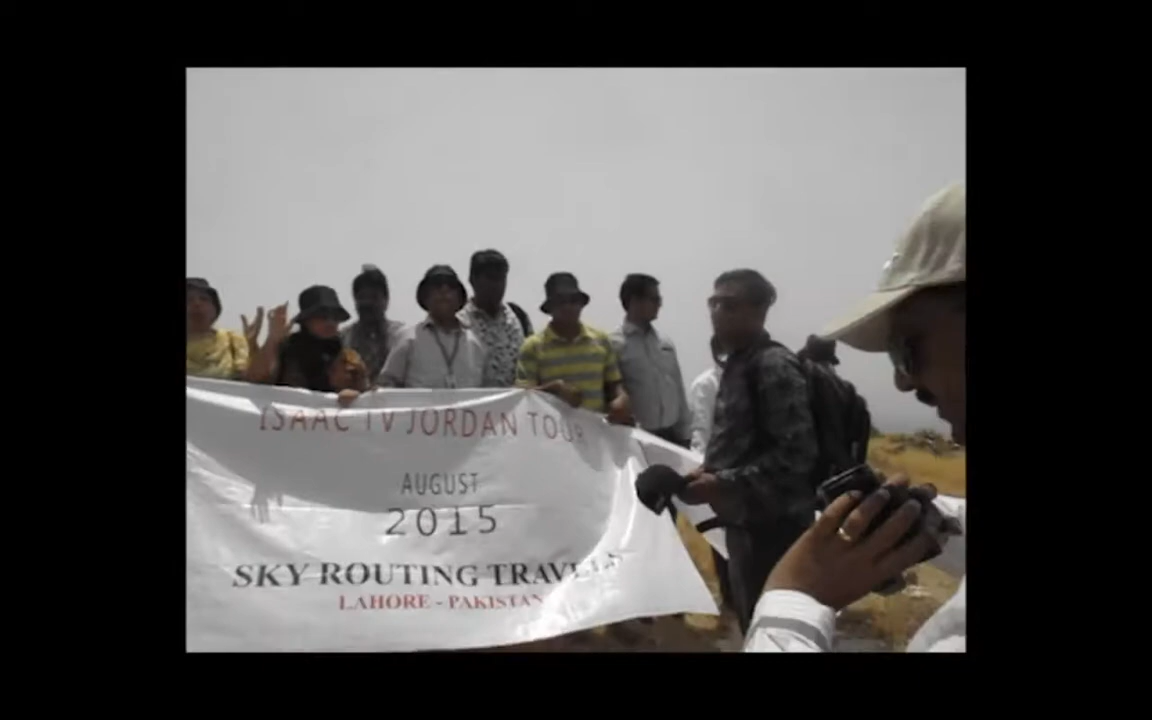 ISAAC TV JORDAN TOUR
AUGUST
2015
SKY ROUTING TRAVELS
LAHORE - PAKISTAN